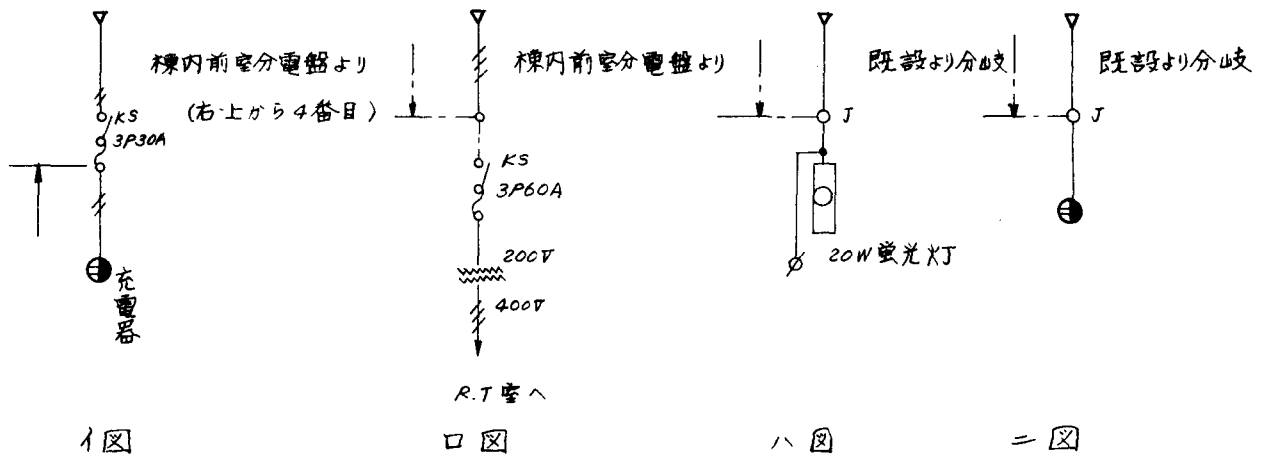 棟内前室分電盤より
(右上から4番目)
KS
3P30A
充電器
イ図
棟内前室分電盤より
KS
3P60A
200V
400V
R.T室へ
ロ図
既設より分岐
J
20W蛍光灯
ハ図
既設より分岐
J
ニ図